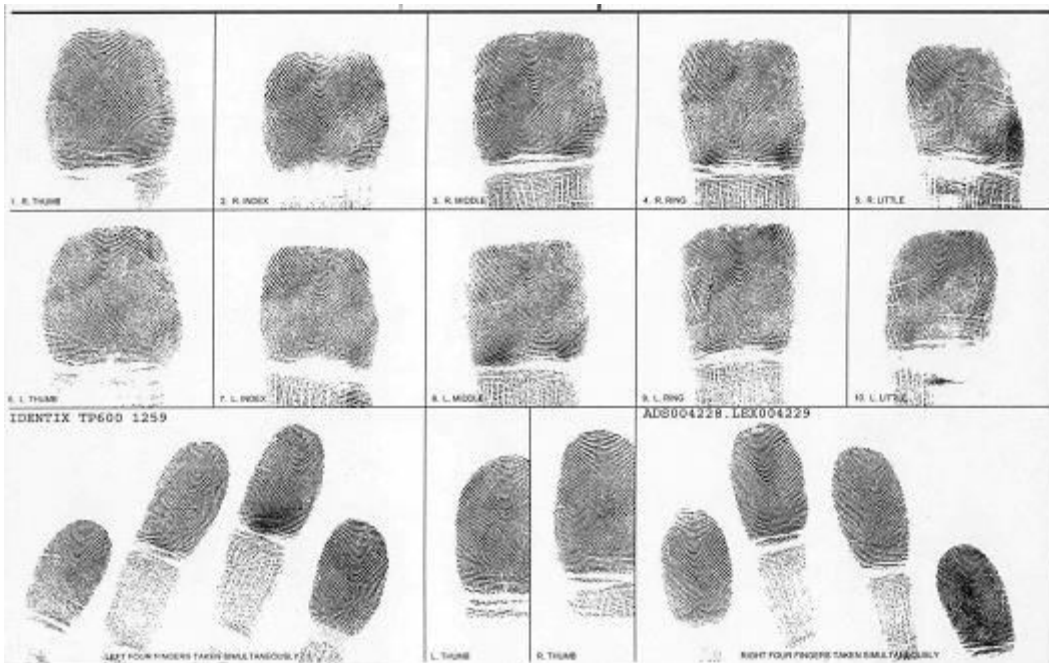 1. R. THUMB
2. R. INDEX
3. R. MIDDLE
4. R. RING
5. R. LITTLE
6. L. THUMB
7. L. INDEX
8. L. MIDDLE
9. L. RING
10. L. LITTLE
IDENTIX TP600 1259
ADS004228.LSX004229
LEFT FOUR FINGERS TAKEN SIMULTANEOUSLY
L. THUMB
R. THUMB
RIGHT FOUR FINGERS TAKEN SIMULTANEOUSLY